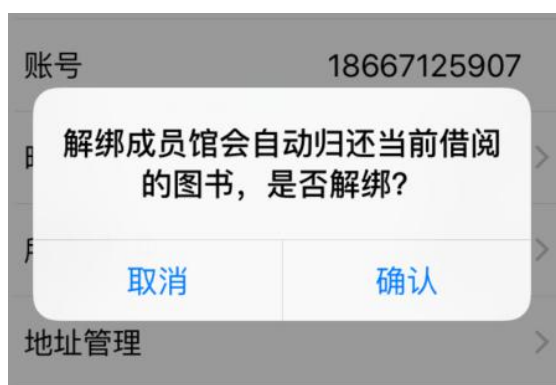 账号 18667125907
解绑成员馆会自动归还当前借阅
的图书，是否解绑？
取消 确认
地址管理